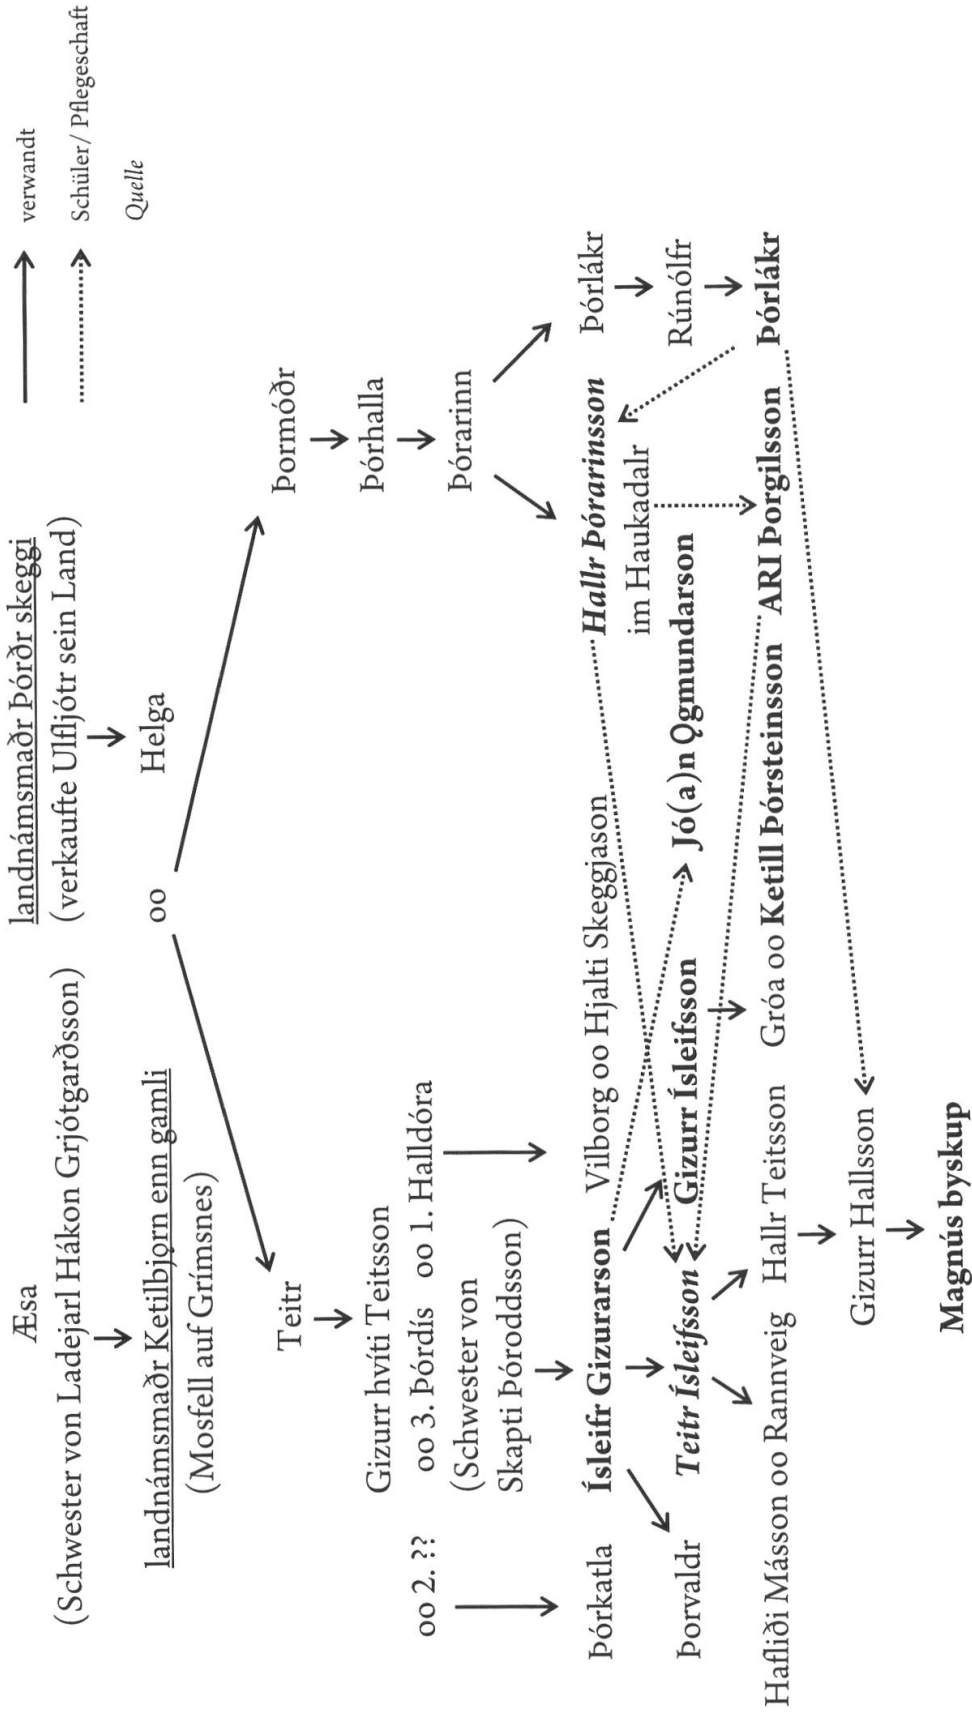 Æsa
(Schwester von Ladejarl Hákon Grjótgarðsson)
landnámsmaðr Þórðr skeggi
(verkaufte Ulfljótr sein Land)
verwandt
Schüler/ Pflegeschaft
Quelle
landnámsmaðr Ketilbjǫrn enn gamli
(Mosfell auf Grímsnes)
oo
Helga
Teitr
Þormóðr
Gizurr hvíti Teitsson
Þórhalla
oo 2. ??
oo 3. Þórdís
oo 1. Halldóra
(Schwester von
Skapti Þóroddsson)
Þórarinn
Þórkatla
Ísleifr Gizurarson
Vilborg oo Hjalti Skeggjason
Hallr Þórarinsson
im Haukadalr
Þórlákr
Þorvaldr
Teitr Ísleifsson
Gizurr Ísleifsson
Jó(a)n Ǫgmundarson
Rúnólfr
Hafliði Másson oo Rannveig
Hallr Teitsson
Gróa oo Ketill Þórsteinsson
ARI Þorgilsson
Þórlákr
Gizurr Hallsson
Magnús byskup